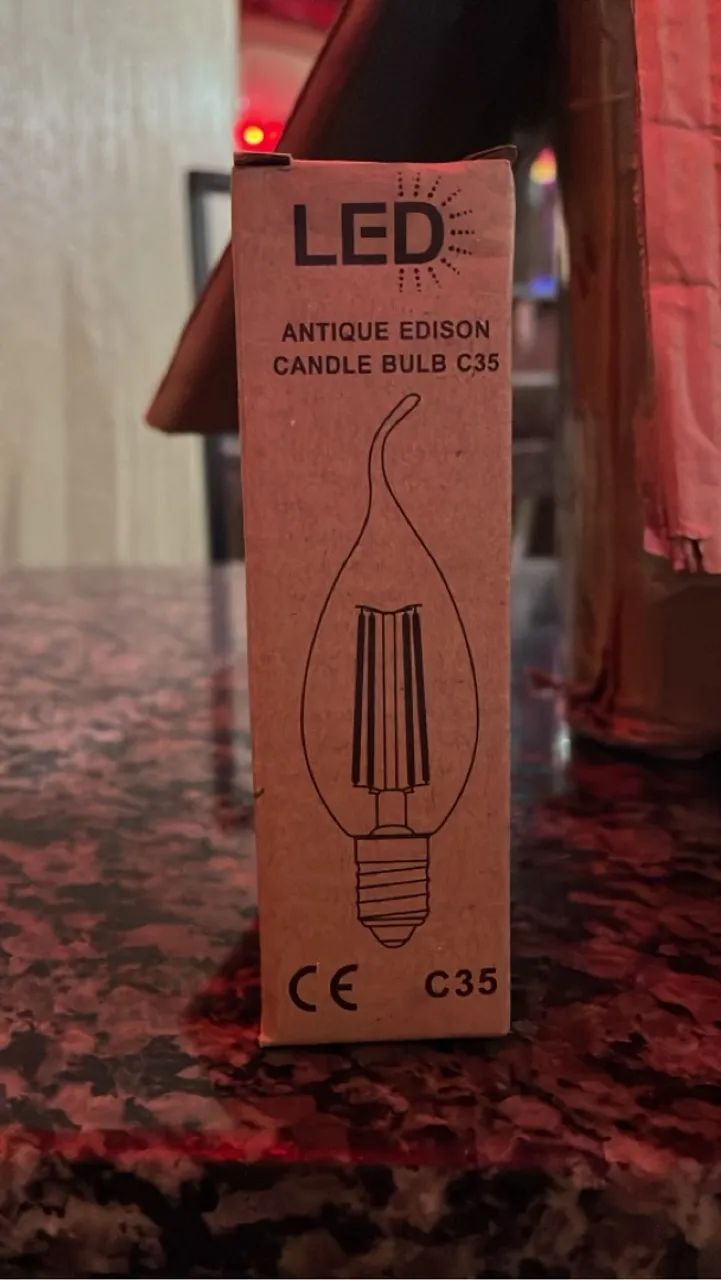 LED
ANTIQUE EDISON
CANDLE BULB C35
CE C35